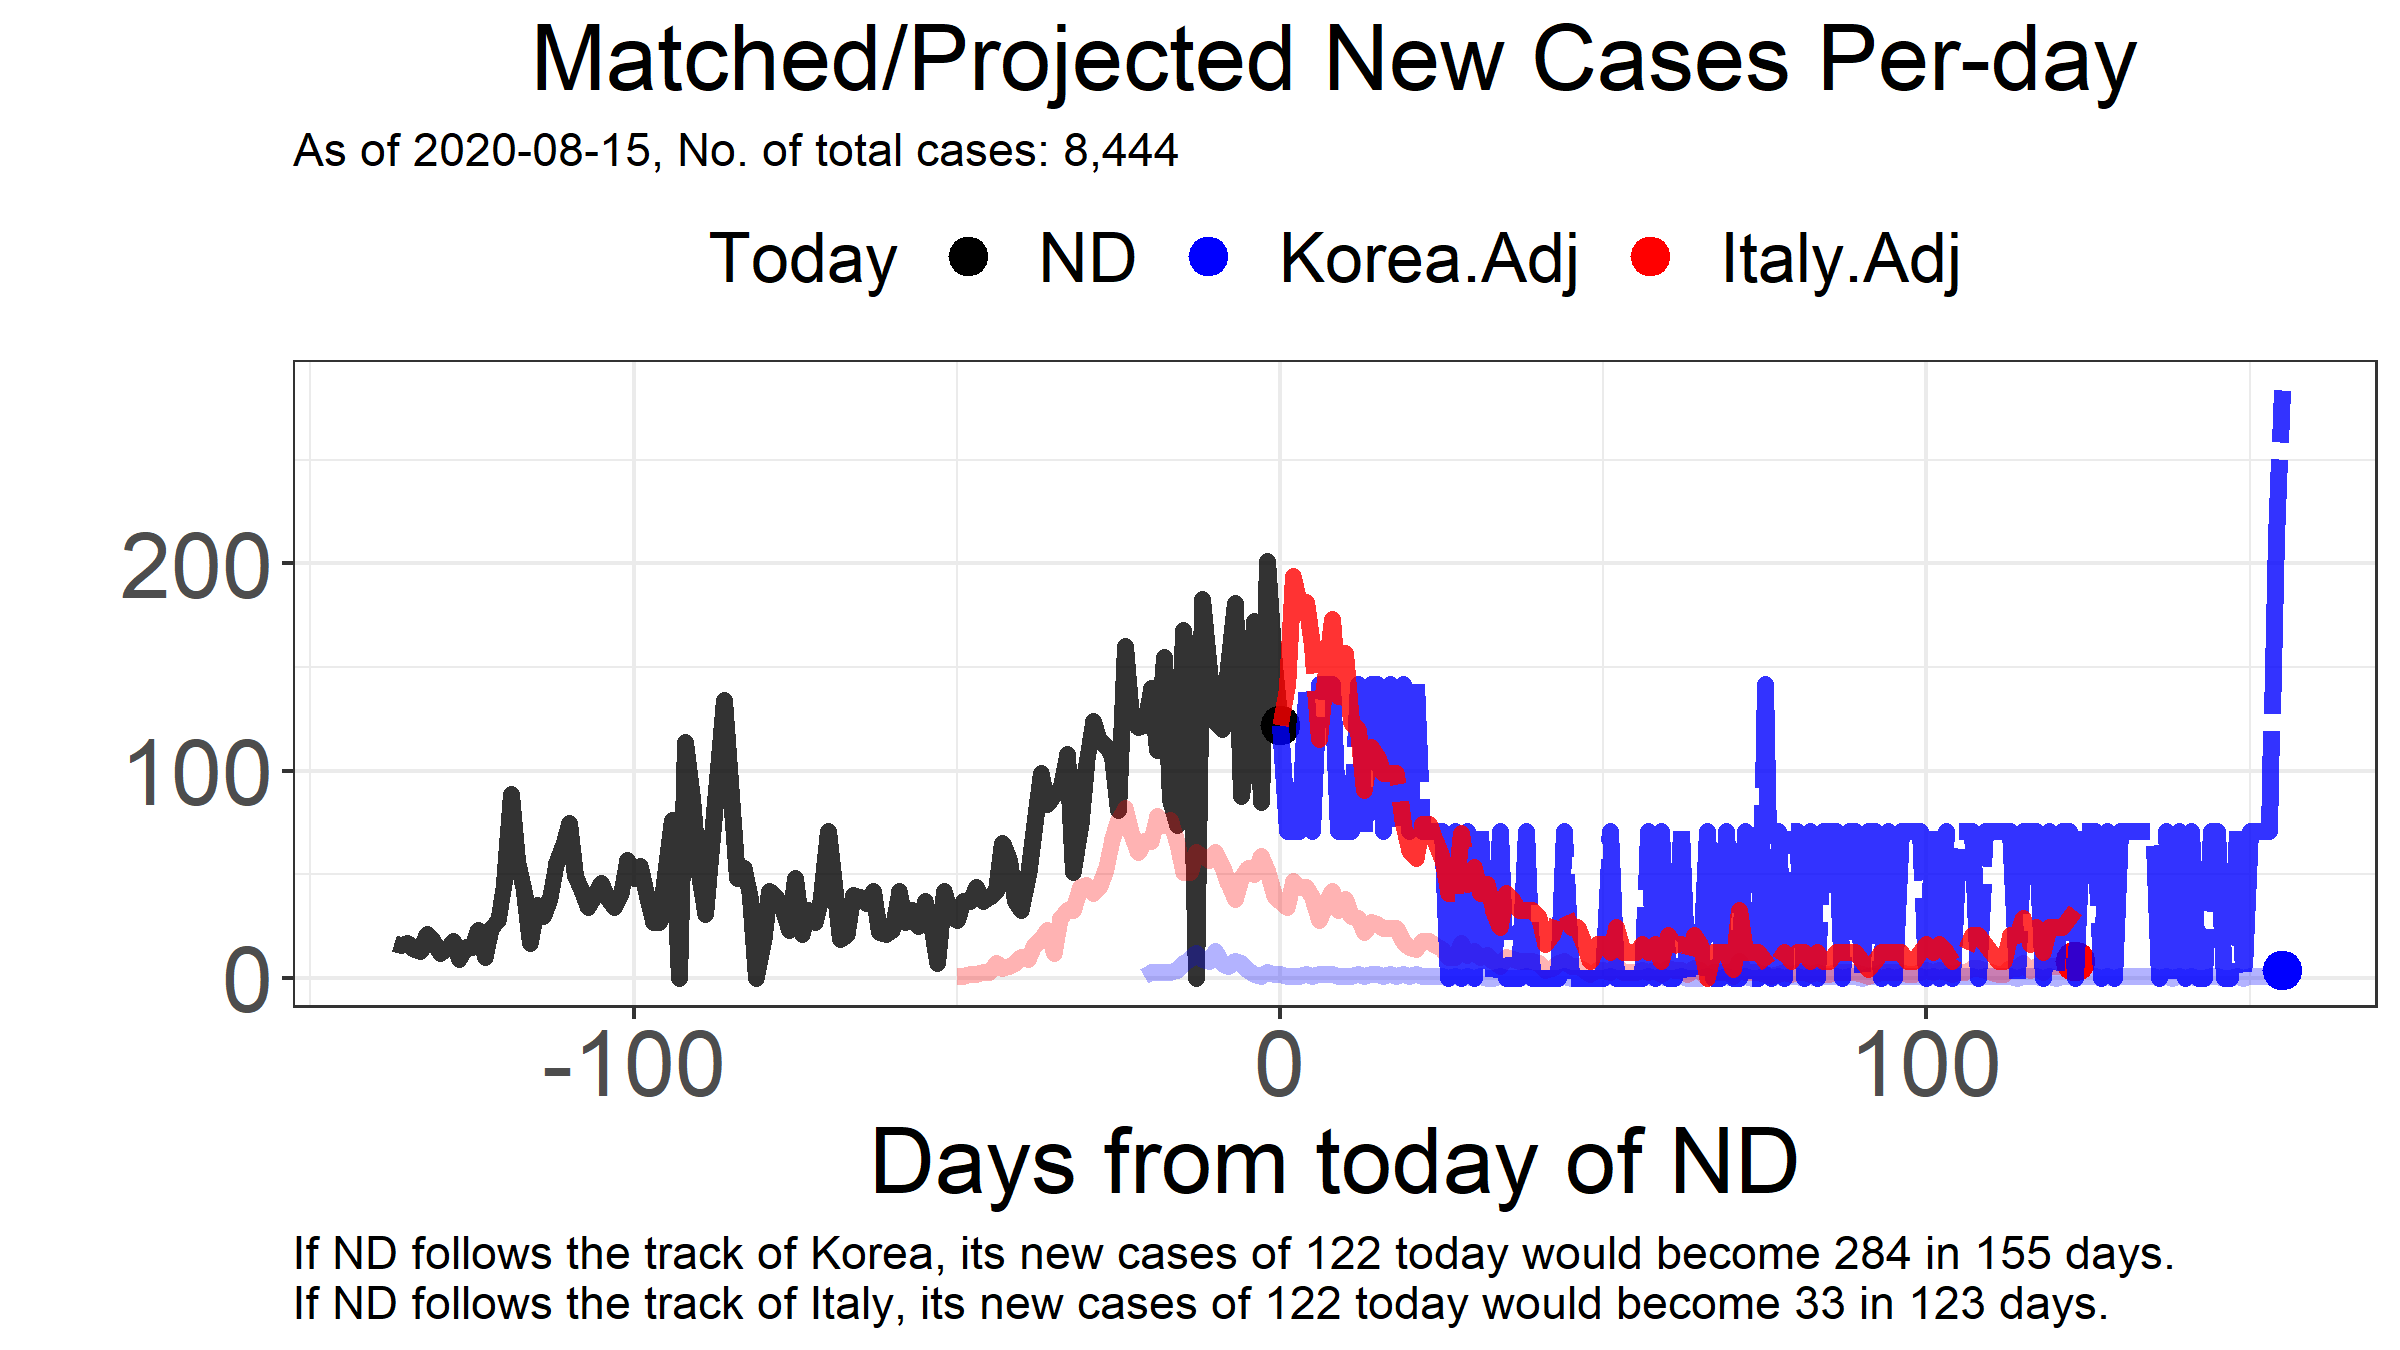 Matched/Projected New Cases Per-day
As of 2020-08-15, No. of total cases: 8,444
Today ND Korea.Adj Italy.Adj
200
100
0
-100 0 100
Days from today of ND
If ND follows the track of Korea, its new cases of 122 today would become 284 in 155 days.
If ND follows the track of Italy, its new cases of 122 today would become 33 in 123 days.